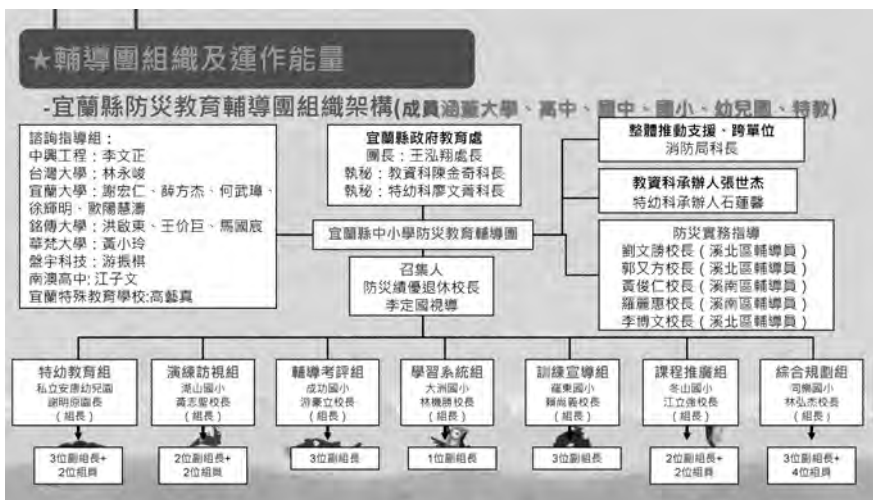 ★輔導團組織及運作能量
-宜蘭縣防災教育輔導團組織架構(成員涵蓋大學、高中、國中、國小、幼兒園、特教)
諮詢指導組：
中興工程：李文正
台灣大學：林永峻
宜蘭大學：謝宏仁、薛方杰、何武璋、
徐輝明、歐陽慧濤
銘傳大學：洪啟東、王价巨、馬國宸
華梵大學：黃小玲
盤宇科技：游振棋
南澳高中:江子文
宜蘭特殊教育學校:高藝真
宜蘭縣政府教育處
團長：王泓翔處長
執秘：教資科陳金奇科長
執秘：特幼科廖文菁科長
整體推動支援、跨單位
消防局科長
教資科承辦人張世杰
特幼科承辦人石蓮馨
宜蘭縣中小學防災教育輔導團
防災實務指導
劉文勝校長（溪北區輔導員）
郭又方校長（溪北區輔導員）
黃俊仁校長（溪南區輔導員）
羅麗惠校長（溪南區輔導員）
李博文校長（溪北區輔導員）
召集人
防災績優退休校長
李定國視導
特幼教育組
私立安康幼兒園
謝明原園長
（組長）
3位副組長+
2位組員
演練訪視組
湖山國小
黃志聖校長
（組長）
2位副組長+
2位組員
輔導考評組
成功國小
游豪立校長
（組長）
3位副組長
學習系統組
大洲國小
林機勝校長
（組長）
1位副組長
訓練宣導組
羅東國小
賴尚義校長
（組長）
3位副組長
課程推廣組
冬山國小
江立強校長
（組長）
2位副組長+
2位組員
綜合規劃組
同樂國小
林弘杰校長
（組長）
3位副組長+
4位組員